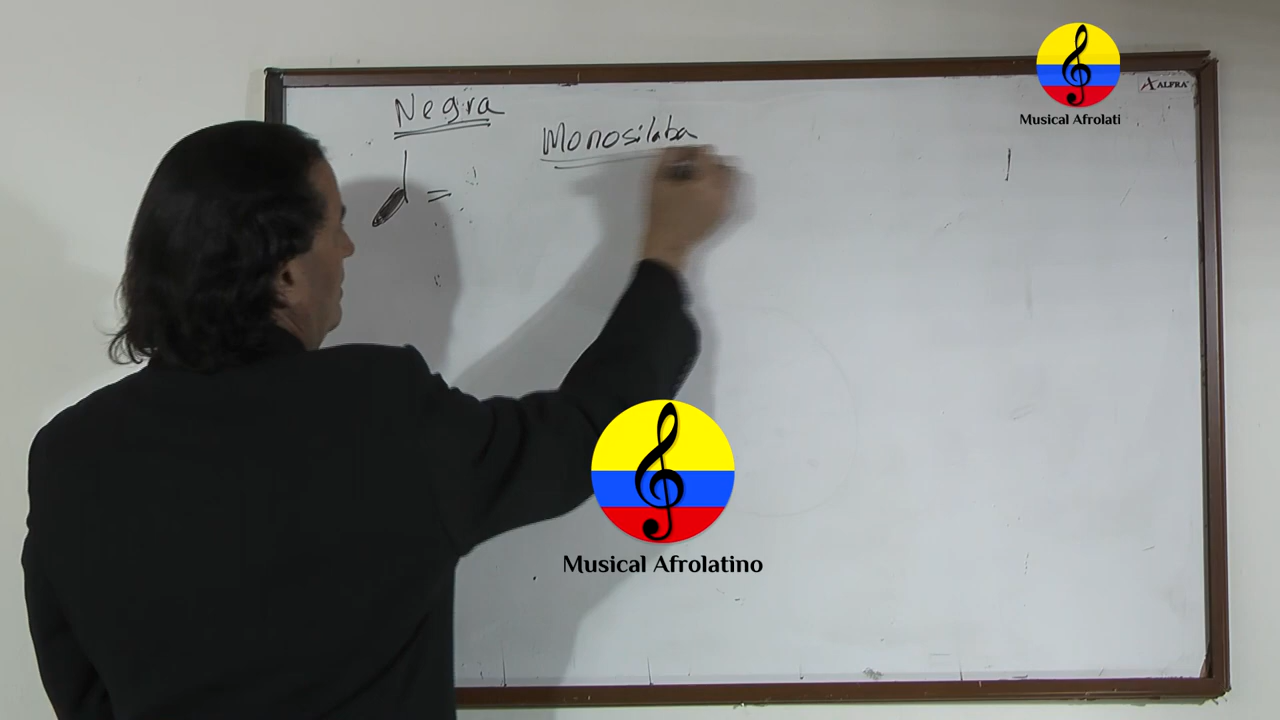 Negra
Monosilaba
=
ALFRA
Musical Afrolati
Musical Afrolatino